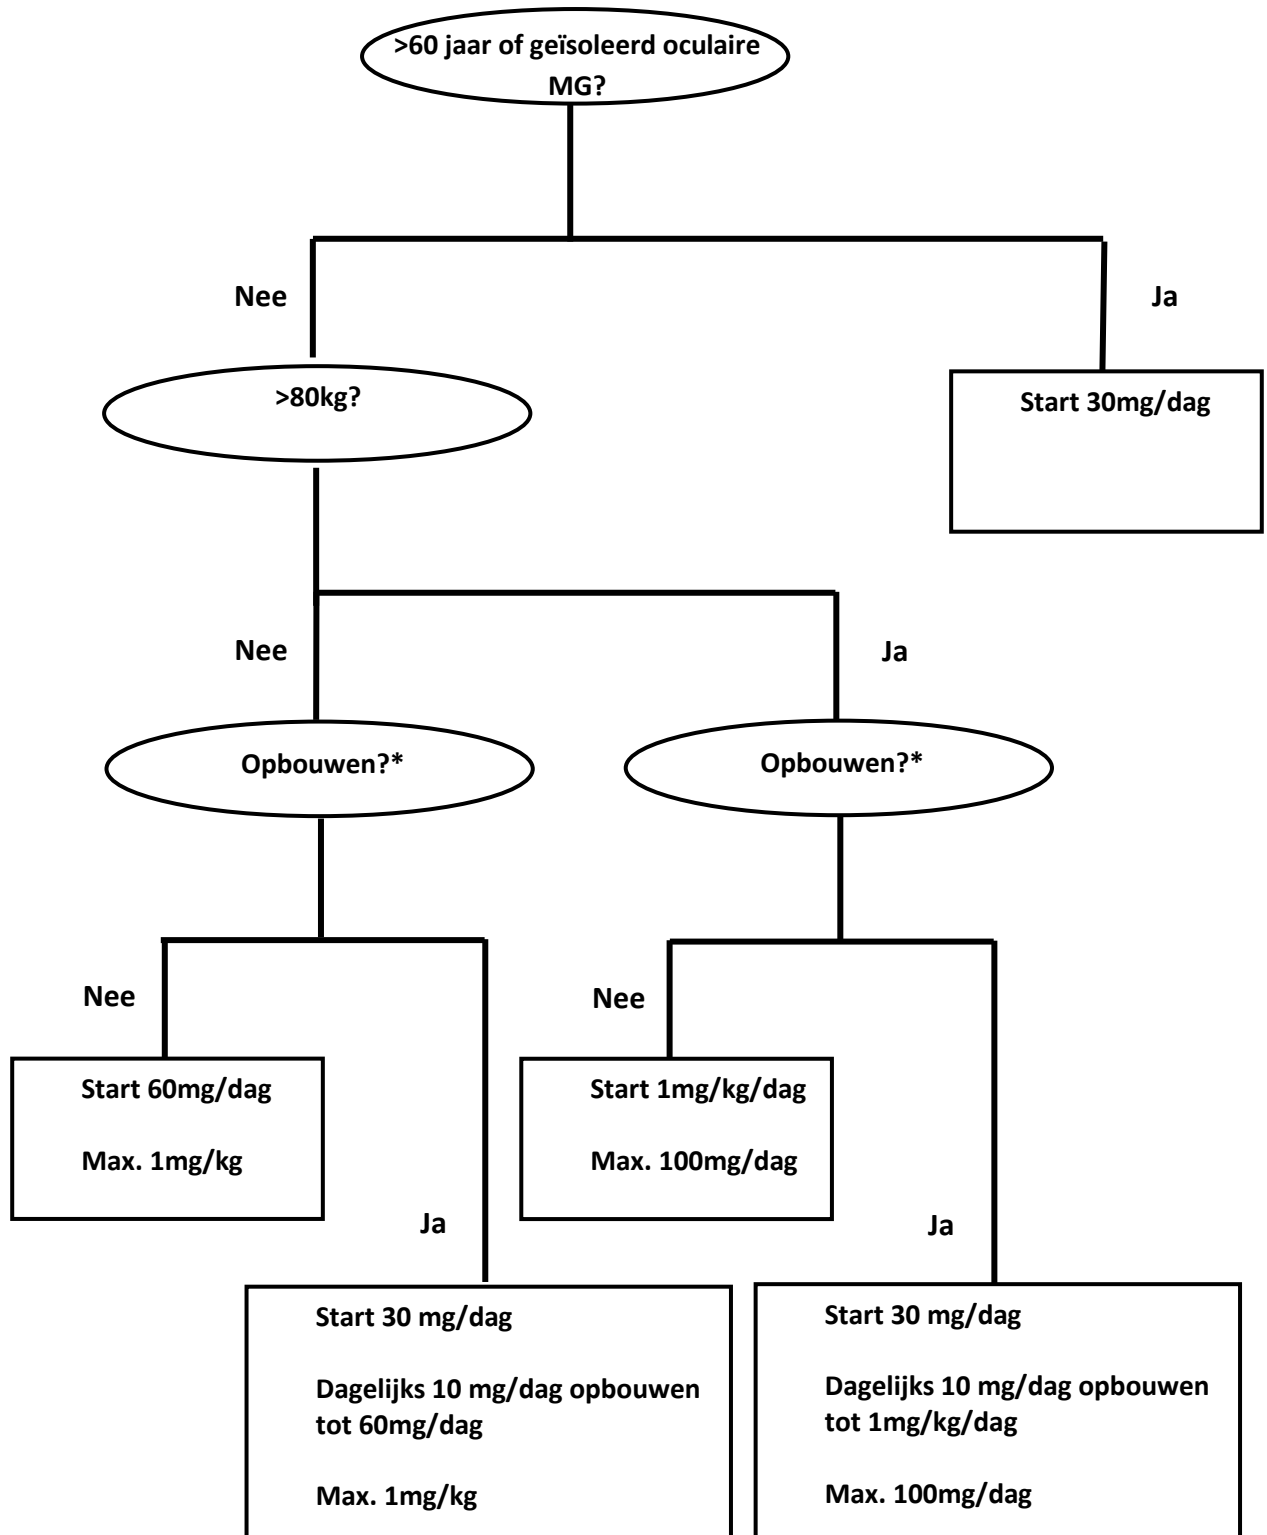 >60 jaar of geïsoleerd oculaire
MG?
Nee
Ja
>80kg?
Start 30mg/dag
Nee
Ja
Opbouwen?*
Opbouwen?*
Nee
Nee
Start 60mg/dag
Max. 1mg/kg
Start 1mg/kg/dag
Max. 100mg/dag
Ja
Ja
Start 30 mg/dag
Dagelijks 10 mg/dag opbouwen
tot 60mg/dag
Max. 1mg/kg
Start 30 mg/dag
Dagelijks 10 mg/dag opbouwen
tot 1mg/kg/dag
Max. 100mg/dag